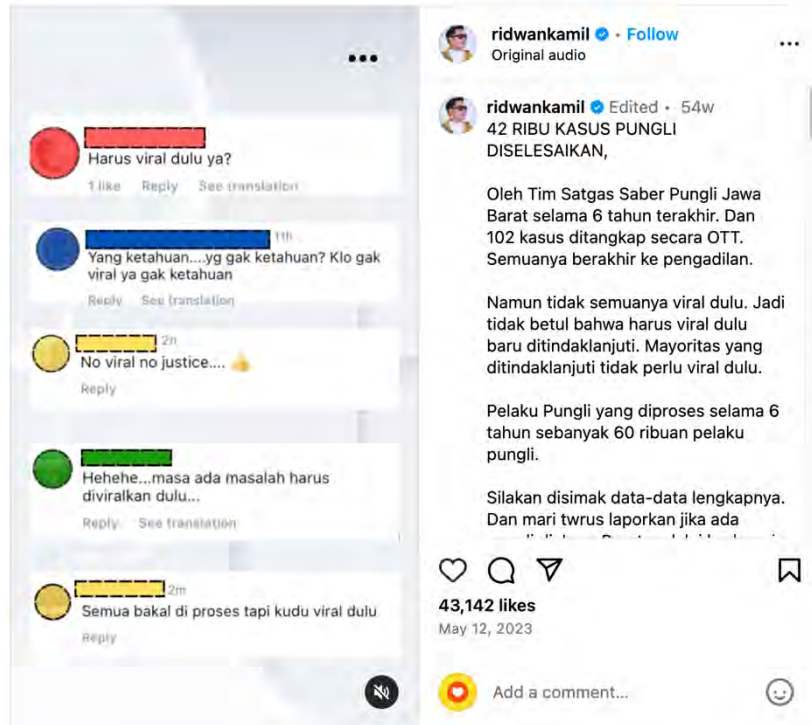 Harus viral dulu ya?
1 like Reply See translation
11h
Yang ketahuan....yg gak ketahuan? Klo gak
viral ya gak ketahuan
Reply See translation
2h
No viral no justice....
Reply
Hehehe...masa ada masalah harus
diviralkan dulu...
Reply See translation
2m
Semua bakal di proses tapi kudu viral dulu
Reply
ridwankamil • Follow
Original audio
ridwankamil Edited • 54w
42 RIBU KASUS PUNGLI
DISELESAIKAN,
Oleh Tim Satgas Saber Pungli Jawa
Barat selama 6 tahun terakhir. Dan
102 kasus ditangkap secara OTT.
Semuanya berakhir ke pengadilan.
Namun tidak semuanya viral dulu. Jadi
tidak betul bahwa harus viral dulu
baru ditindaklanjuti. Mayoritas yang
ditindaklanjuti tidak perlu viral dulu.
Pelaku Pungli yang diproses selama 6
tahun sebanyak 60 ribuan pelaku
pungli.
Silakan disimak data-data lengkapnya.
Dan mari twrus laporkan jika ada
43,142 likes
May 12, 2023
Add a comment...